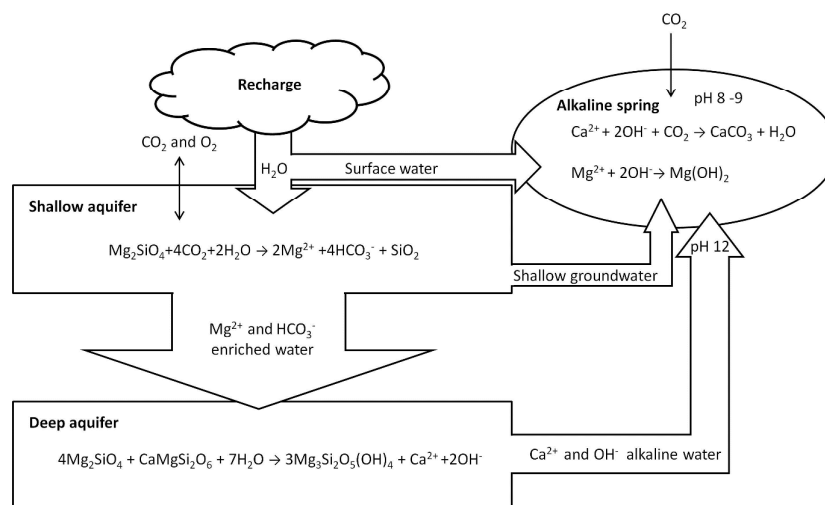 CO₂
Recharge
pH 8 -9
Alkaline spring
Ca²⁺ + 2OH⁻ + CO₂ → CaCO₃ + H₂O
Mg²⁺ + 2OH⁻→ Mg(OH)₂
CO₂ and O₂
H₂O
Surface water
Shallow aquifer
Mg₂SiO₄+4CO₂+2H₂O → 2Mg²⁺ +4HCO₃⁻ + SiO₂
pH 12
Shallow groundwater
Mg²⁺ and HCO₃⁻
enriched water
Deep aquifer
4Mg₂SiO₄ + CaMgSi₂O₆ + 7H₂O → 3Mg₃Si₂O₅(OH)₄ + Ca²⁺ +2OH⁻
Ca²⁺ and OH⁻ alkaline water